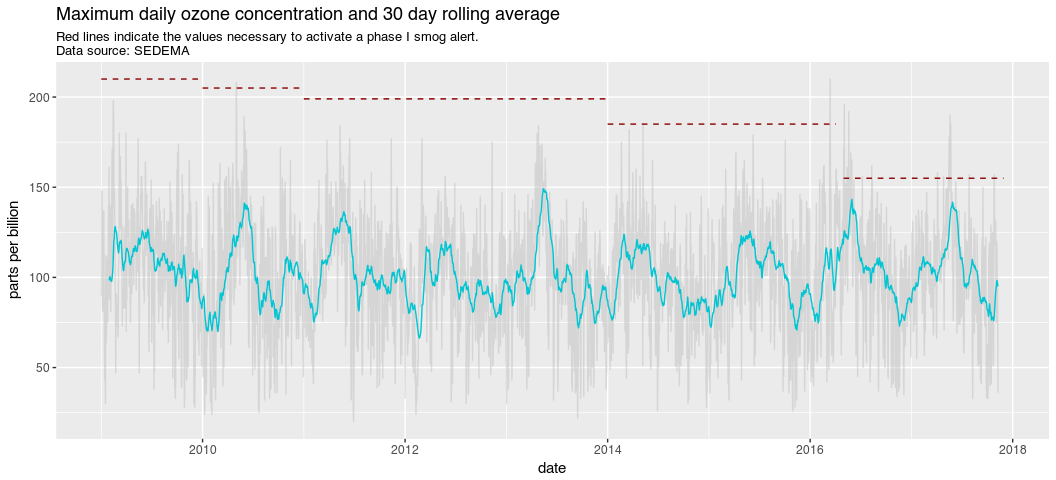 Maximum daily ozone concentration and 30 day rolling average
Red lines indicate the values necessary to activate a phase I smog alert.
Data source: SEDEMA
parts per billion
200
150
100
50
2010 2012 2014 2016 2018
date